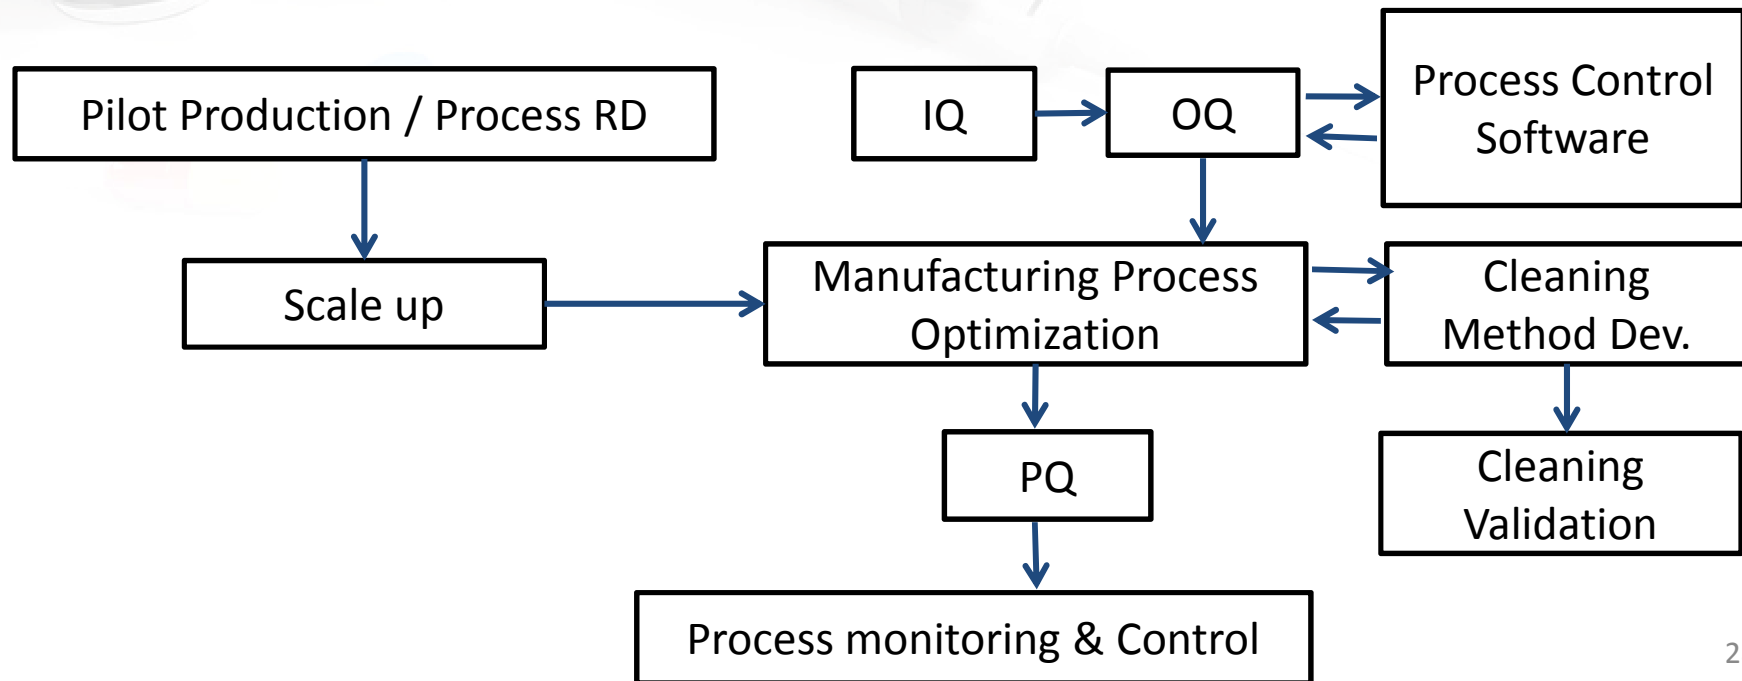 Pilot Production / Process RD
IQ
OQ
Process Control
Software
Scale up
Manufacturing Process
Optimization
Cleaning
Method Dev.
PQ
Cleaning
Validation
Process monitoring & Control
2